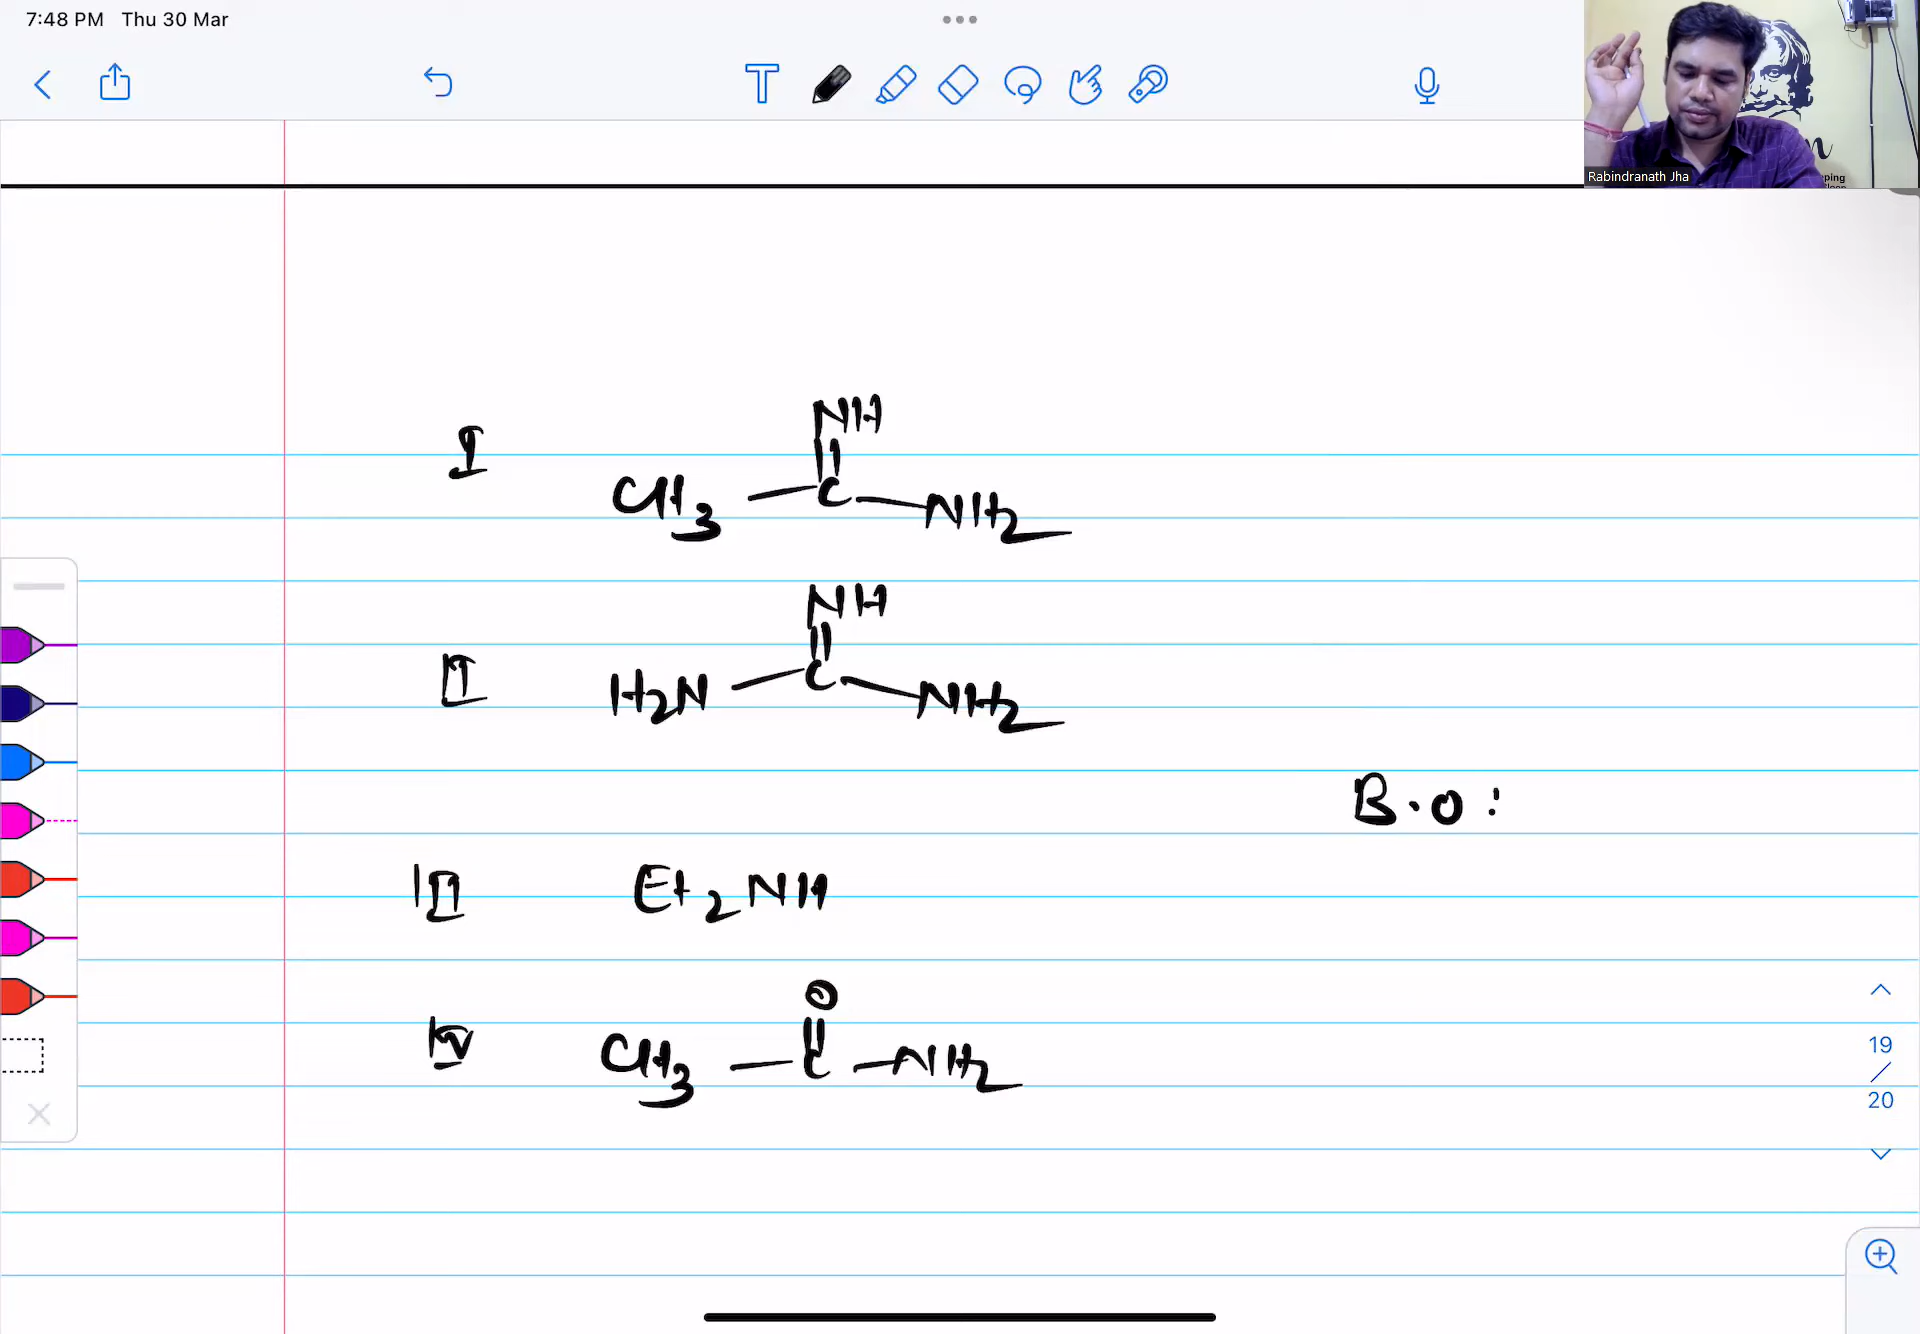 7:48 PM Thu 30 Mar
Rabindranath Jha
ping
I
NH
CH3 — C — NH2
II
NH
H2N — C — NH2
B.O:
III Et2NH
O
IV CH3 — C — NH2
19
/
20